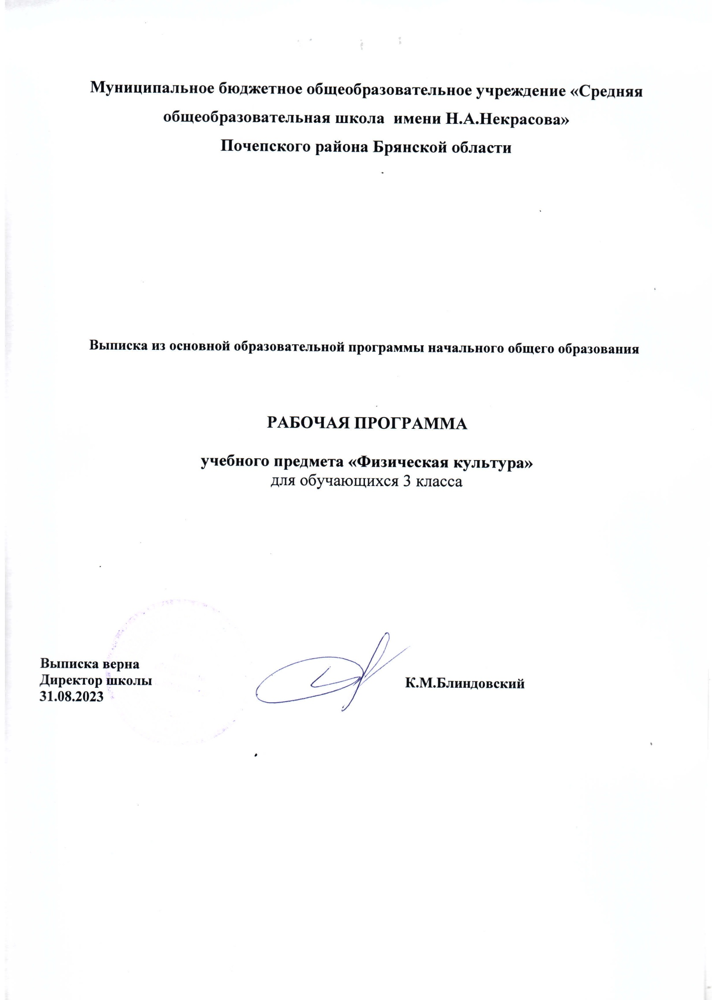 Муниципальное бюджетное общеобразовательное учреждение «Средняя
общеобразовательная школа имени Н.А.Некрасова»
Почепского района Брянской области
Выписка из основной образовательной программы начального общего образования
РАБОЧАЯ ПРОГРАММА
учебного предмета «Физическая культура»
для обучающихся 3 класса
Выписка верна
Директор школы
31.08.2023
К.М.Блиндовский